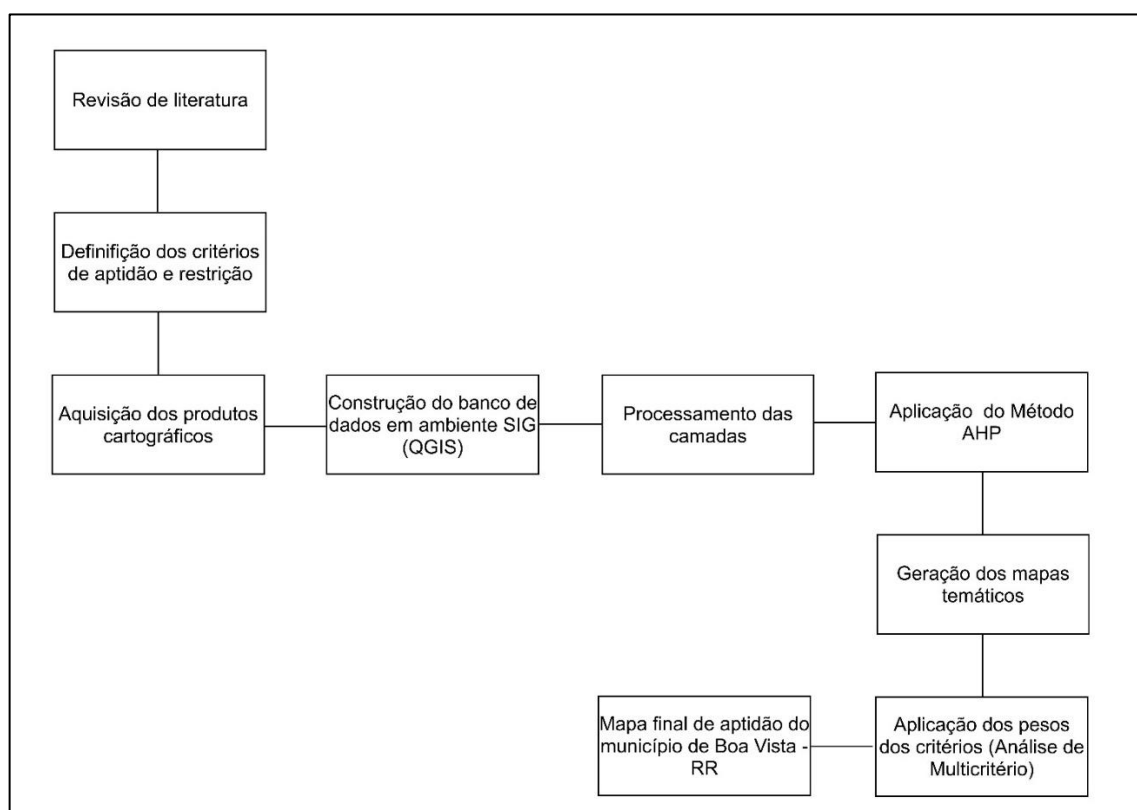 Revisão de literatura
Definifição dos critérios
de aptidão e restrição
Aquisição dos produtos
cartográficos
Construção do banco de
dados em ambiente SIG
(QGIS)
Processamento das
camadas
Aplicação do Método
AHP
Geração dos mapas
temáticos
Aplicação dos pesos
dos critérios (Análise de
Multicritério)
Mapa final de aptidão do
município de Boa Vista -
RR